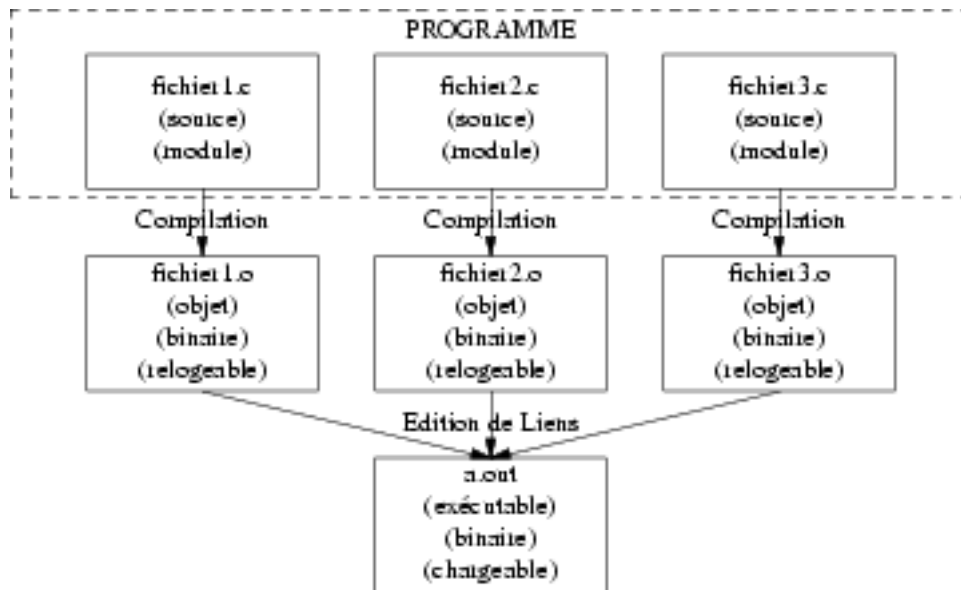 PROGRAMME
fichier1.c
(source)
(module)
fichier2.c
(source)
(module)
fichier3.c
(source)
(module)
Compilation
Compilation
Compilation
fichier1.o
(objet)
(binaire)
(relogeable)
fichier2.o
(objet)
(binaire)
(relogeable)
fichier3.o
(objet)
(binaire)
(relogeable)
Edition de Liens
a.out
(exécutable)
(binaire)
(chargeable)